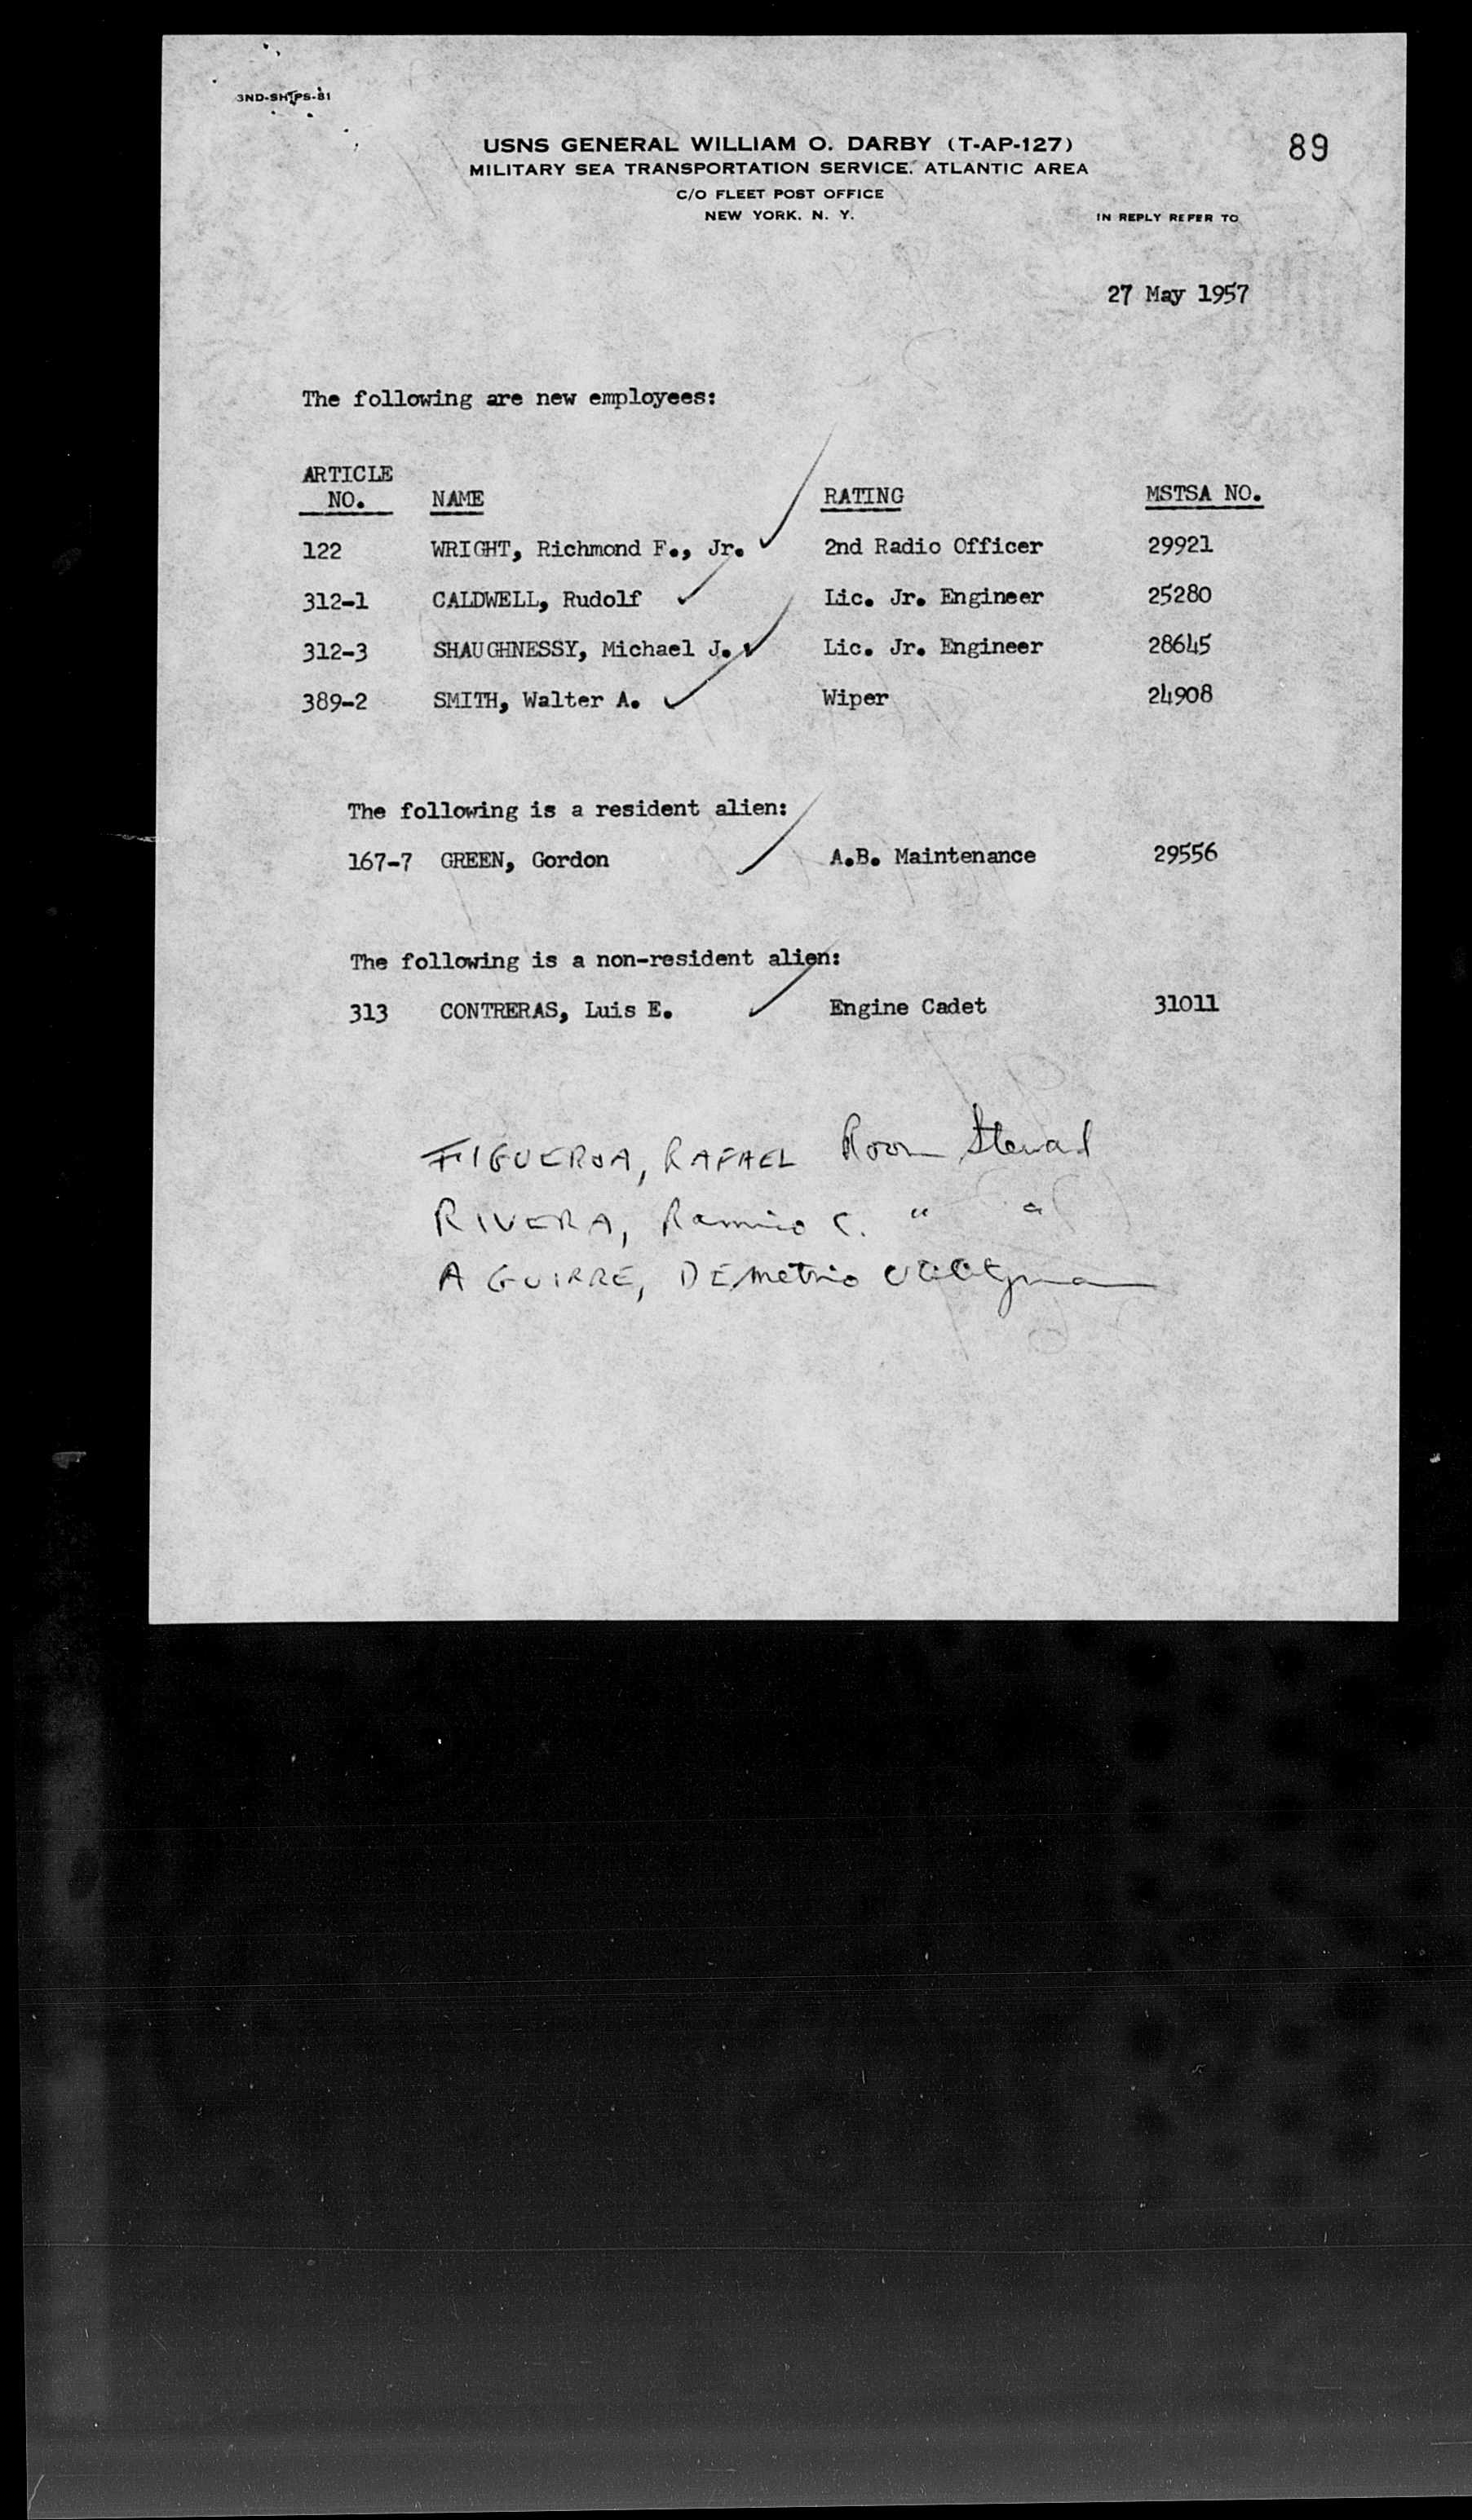 3ND-SHIPS-81
USNS GENERAL WILLIAM O. DARBY (T-AP-127)
89
MILITARY SEA TRANSPORTATION SERVICE, ATLANTIC AREA
C/O FLEET POST OFFICE
NEW YORK, N. Y.
IN REPLY REFER TO
27 May 1957
The following are new employees:
ARTICLE
NO. NAME RATING MSTSA NO.
122 WRIGHT, Richmond F., Jr. ✓ 2nd Radio Officer 29921
312-1 CALDWELL, Rudolf ✓ Lic. Jr. Engineer 25280
312-3 SHAUGHNESSY, Michael J. ✓ Lic. Jr. Engineer 28645
389-2 SMITH, Walter A. ✓ Wiper 24908
The following is a resident alien:
167-7 GREEN, Gordon ✓ A.B. Maintenance 29556
The following is a non-resident alien:
313 CONTRERAS, Luis E. ✓ Engine Cadet 31011
FIGUEROA, RAFAEL Room Steward
RIVERA, Ramiro C. " "
AGUIRRE, DEmetrio Utilityman